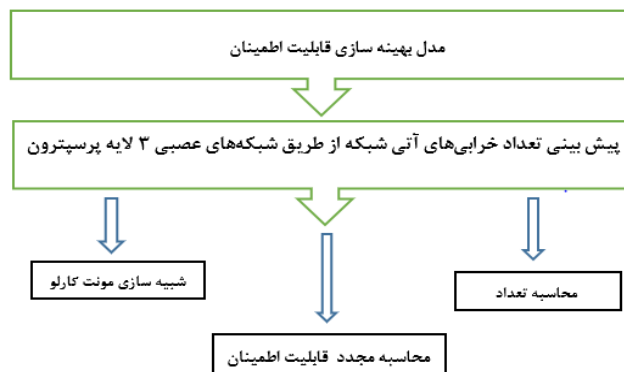 مدل بهینه سازی قابلیت اطمینان
پیش بینی تعداد خرابی‌های آتی شبکه از طریق شبکه‌های عصبی ۳ لایه پرسپترون
محاسبه تعداد
شبیه سازی مونت کارلو
محاسبه مجدد قابلیت اطمینان